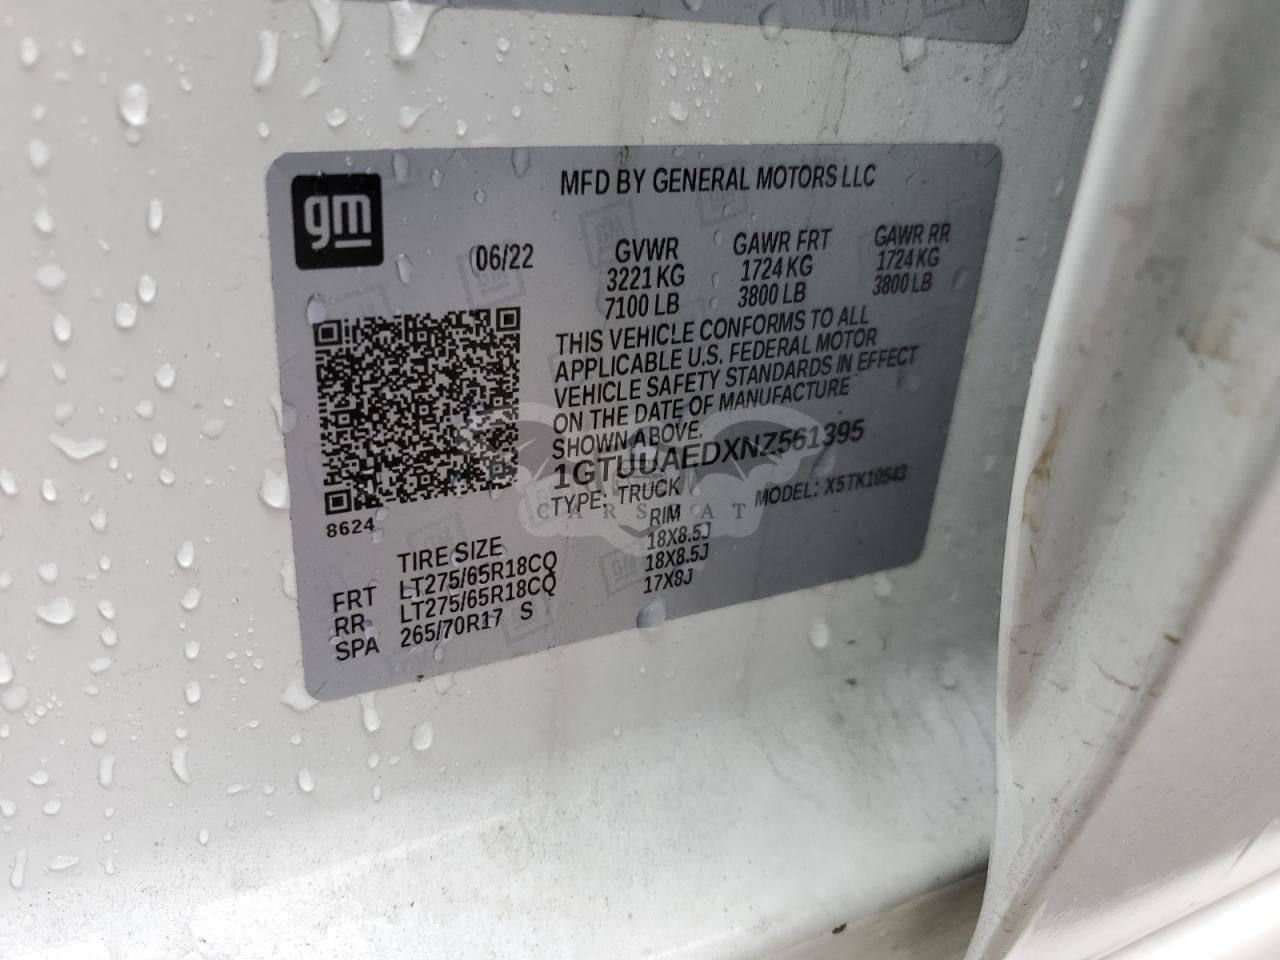 gm
MFD BY GENERAL MOTORS LLC
06/22
GVWR GAWR FRT GAWR RR
3221 KG 1724 KG 1724 KG
7100 LB 3800 LB 3800 LB
THIS VEHICLE CONFORMS TO ALL
APPLICABLE U.S. FEDERAL MOTOR
VEHICLE SAFETY STANDARDS IN EFFECT
ON THE DATE OF MANUFACTURE
SHOWN ABOVE.
1GTUUAEDXNZ561395
TYPE: TRUCK MODEL: X5TK10543
8624
TIRE SIZE RIM
FRT LT275/65R18CQ 18X8.5J
RR LT275/65R18CQ 18X8.5J
SPA 265/70R17 S 17X8J